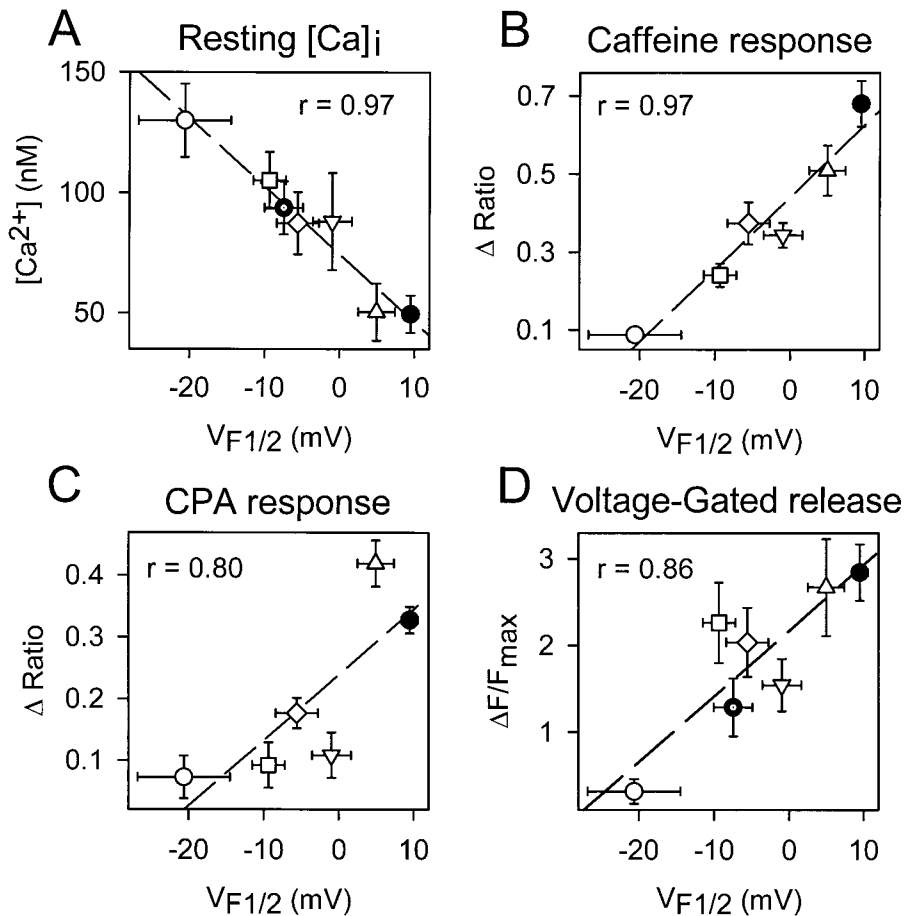 A Resting [Ca]i
r = 0.97
150
100
50
[Ca2+] (nM)
-20 -10 0 10
VF1/2 (mV)
B Caffeine response
r = 0.97
0.7
0.5
0.3
0.1
Δ Ratio
-20 -10 0 10
VF1/2 (mV)
C CPA response
r = 0.80
0.4
0.3
0.2
0.1
Δ Ratio
-20 -10 0 10
VF1/2 (mV)
D Voltage-Gated release
r = 0.86
3
2
1
ΔF/Fmax
-20 -10 0 10
VF1/2 (mV)